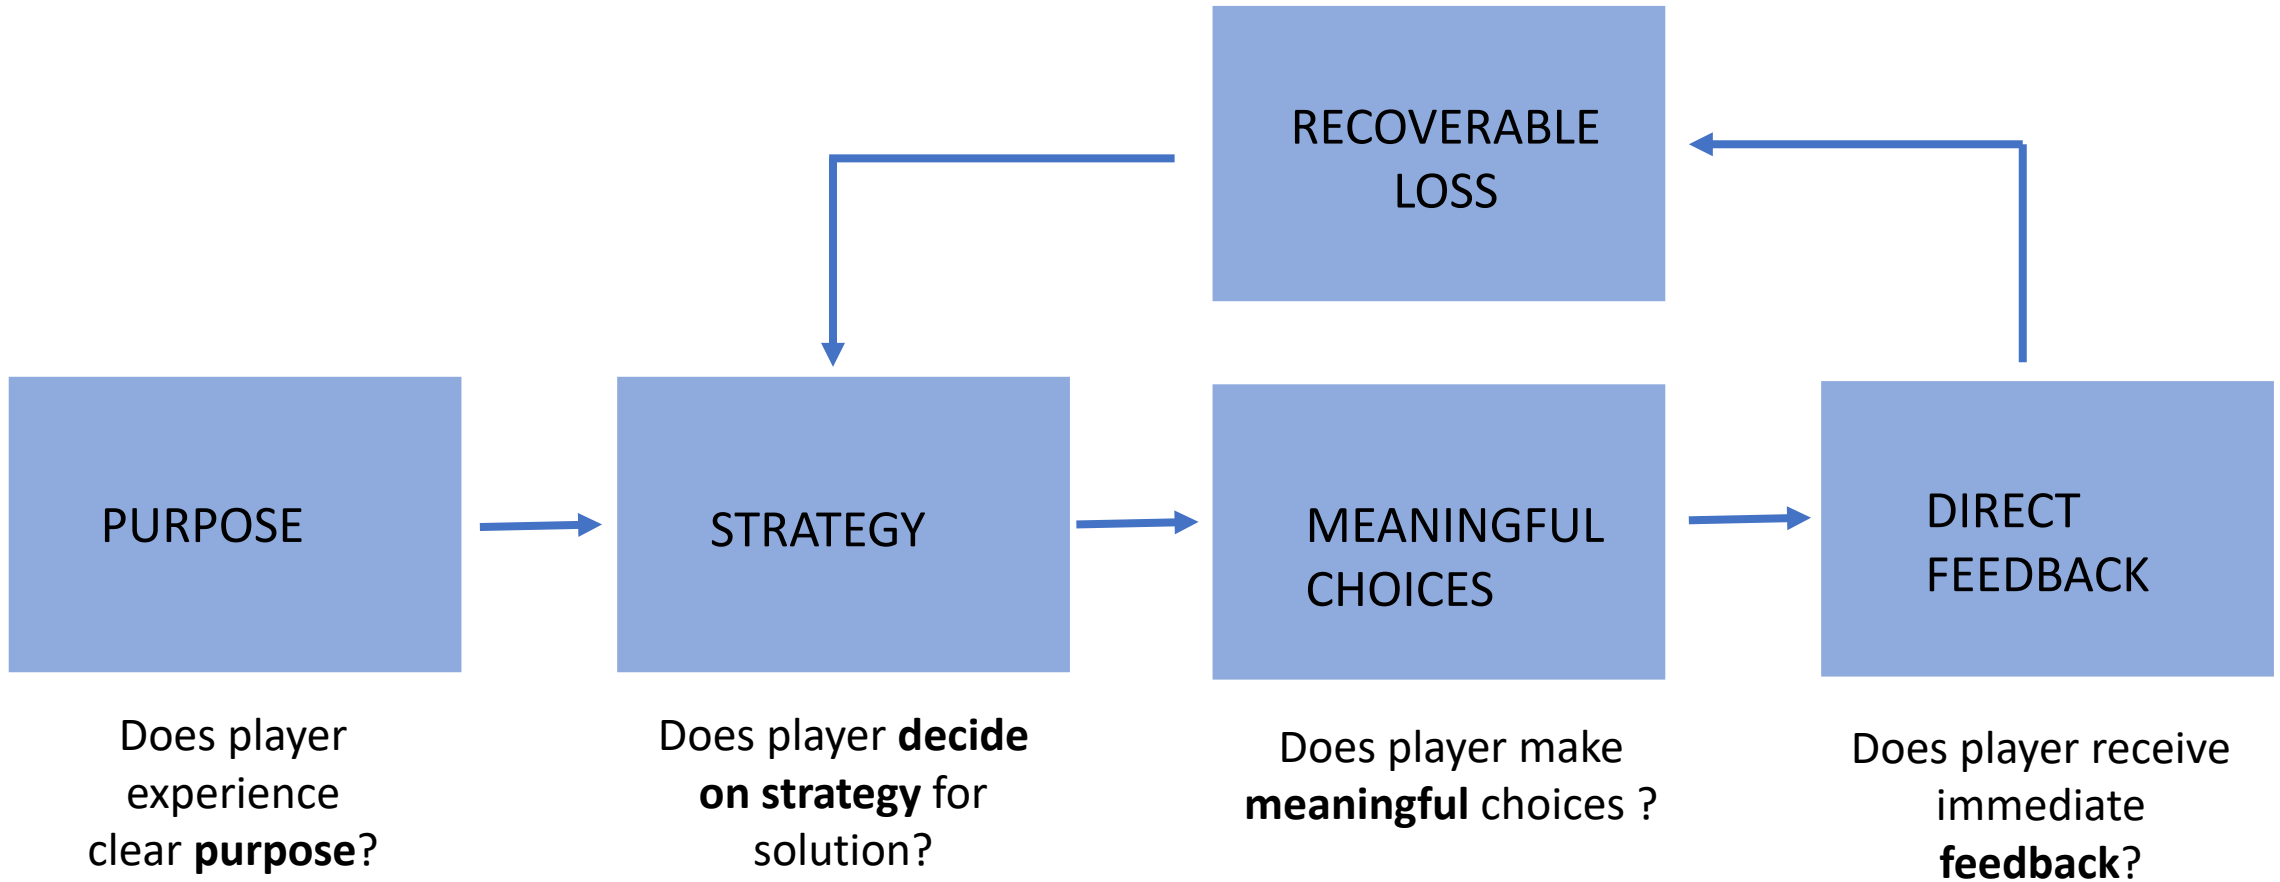 RECOVERABLE
LOSS
PURPOSE
STRATEGY
MEANINGFUL
CHOICES
DIRECT
FEEDBACK
Does player
experience
clear purpose?
Does player decide
on strategy for
solution?
Does player make
meaningful choices ?
Does player receive
immediate
feedback?